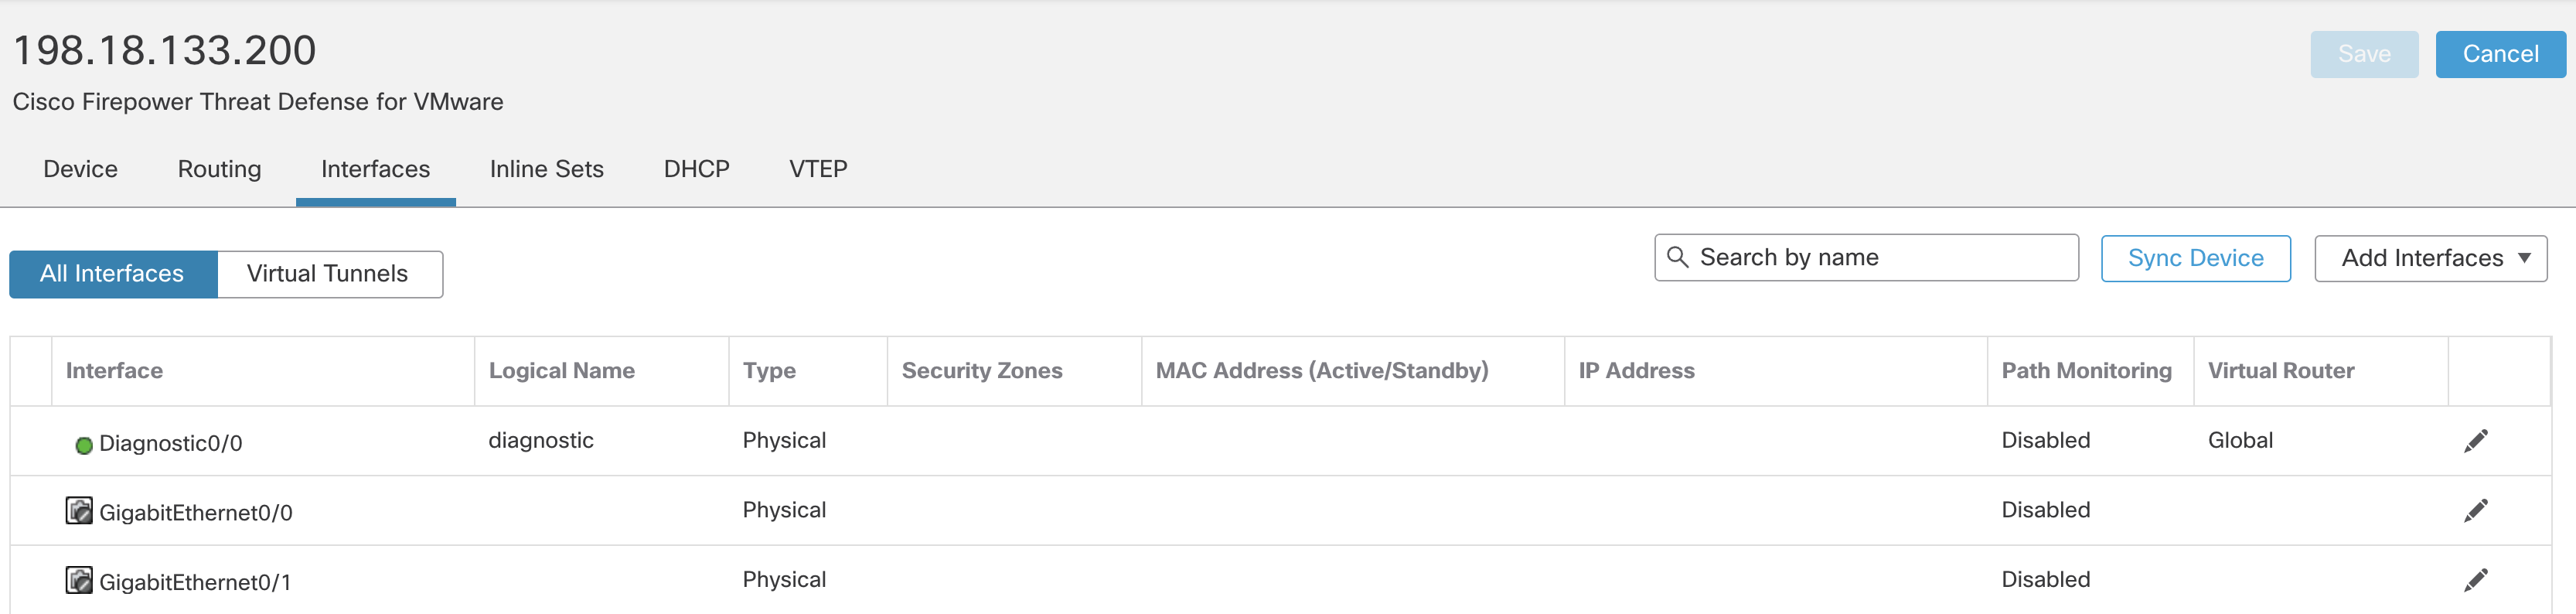 198.18.133.200
Save Cancel
Cisco Firepower Threat Defense for VMware
Device Routing Interfaces Inline Sets DHCP VTEP
All Interfaces Virtual Tunnels Search by name Sync Device Add Interfaces
Interface Logical Name Type Security Zones MAC Address (Active/Standby) IP Address Path Monitoring Virtual Router
Diagnostic0/0 diagnostic Physical Disabled Global
GigabitEthernet0/0 Physical Disabled
GigabitEthernet0/1 Physical Disabled